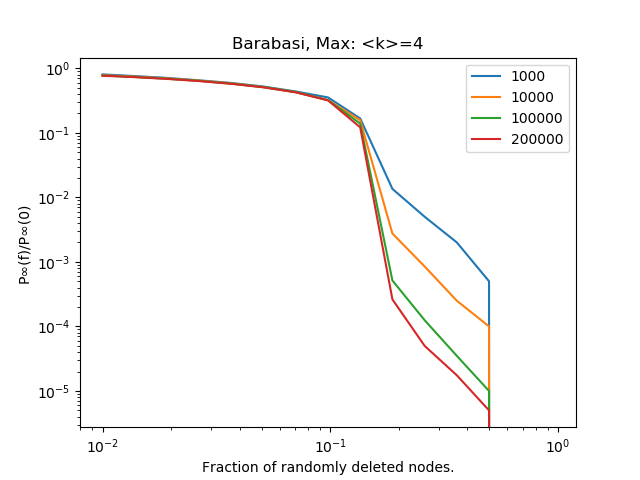 Barabasi, Max: <k>=4
P∞(f)/P∞(0)
10⁰
10⁻¹
10⁻²
10⁻³
10⁻⁴
10⁻⁵
1000
10000
100000
200000
10⁻² 10⁻¹ 10⁰
Fraction of randomly deleted nodes.